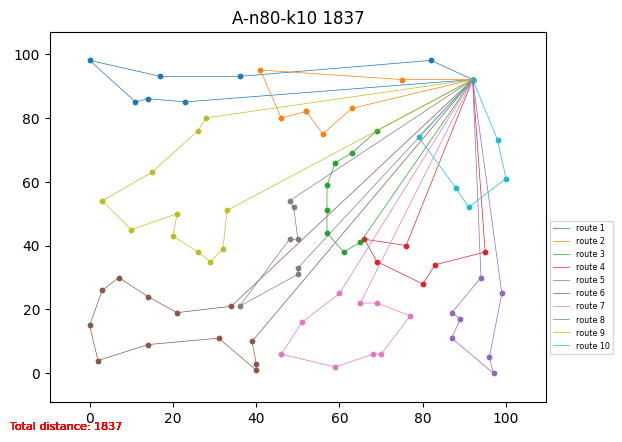 A-n80-k10 1837
100
80
60
40
20
0
0
20
40
60
80
100
route 1
route 2
route 3
route 4
route 5
route 6
route 7
route 8
route 9
route 10
Total distance: 1837